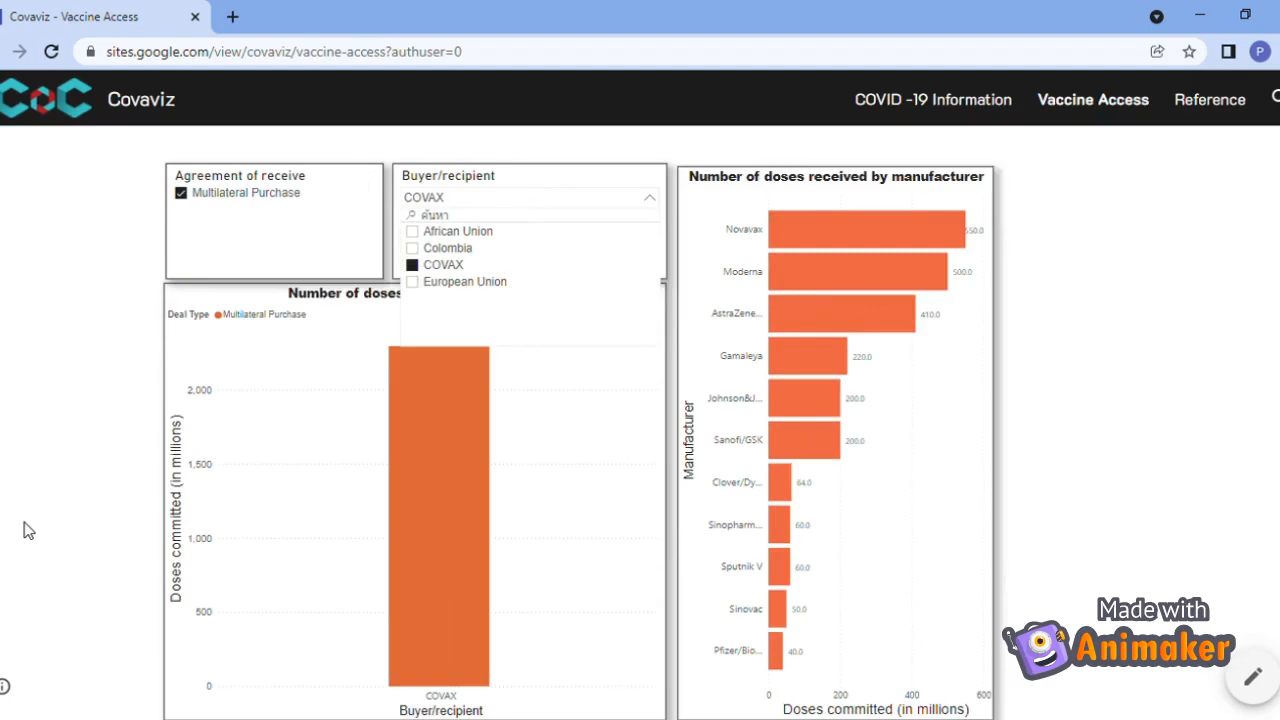 Covaviz - Vaccine Access
sites.google.com/view/covaviz/vaccine-access?authuser=0
P
COC
Covaviz
COVID -19 Information
Vaccine Access
Reference
Agreement of receive
Multilateral Purchase
Buyer/recipient
COVAX
ค้นหา
African Union
Colombia
COVAX
European Union
Number of doses
Deal Type
Multilateral Purchase
Doses committed (in millions)
2,000
1,500
1,000
500
0
COVAX
Buyer/recipient
Number of doses received by manufacturer
Manufacturer
Novavax 550.0
Moderna 500.0
AstraZene... 410.0
Gamaleya 220.0
Johnson&J... 200.0
Sanofi/GSK 200.0
Clover/Dy... 64.0
Sinopharm... 60.0
Sputnik V 60.0
Sinovac 50.0
Pfizer/Bio... 40.0
0 200 400 600
Doses committed (in millions)
Made with
Animaker